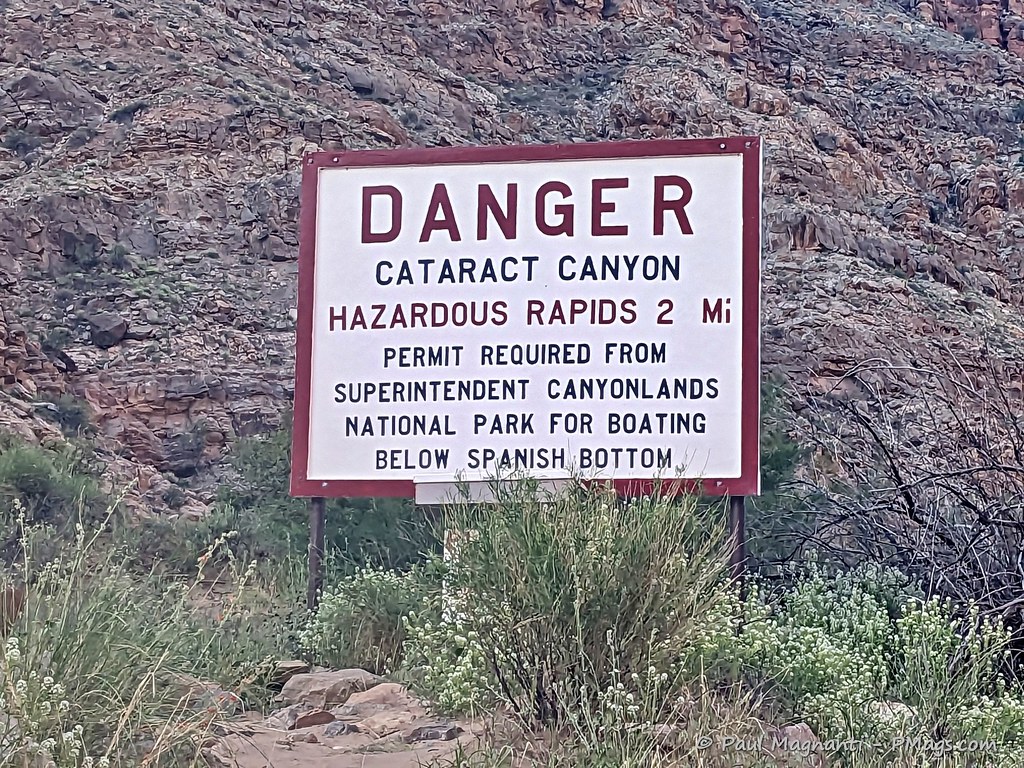 DANGER
CATARACT CANYON
HAZARDOUS RAPIDS 2 Mi
PERMIT REQUIRED FROM
SUPERINTENDENT CANYONLANDS
NATIONAL PARK FOR BOATING
BELOW SPANISH BOTTOM
© Paul Magnanti - PMags.com